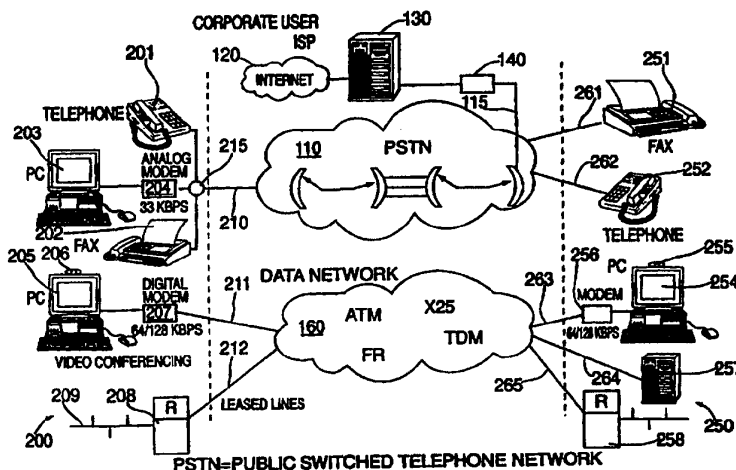 CORPORATE USER
ISP
130
120
INTERNET
140
115
201
TELEPHONE
203
PC
ANALOG
MODEM
204
33 KBPS
215
210
202
FAX
110
PSTN
261
251
FAX
262
252
TELEPHONE
206
205
PC
DIGITAL
MODEM
207
64/128 KBPS
VIDEO CONFERENCING
211
DATA NETWORK
160
ATM
X25
FR
TDM
263
256
MODEM
64/128 KBPS
255
PC
254
257
264
265
212
LEASED LINES
200
209
208
R
R
258
250
PSTN=PUBLIC SWITCHED TELEPHONE NETWORK